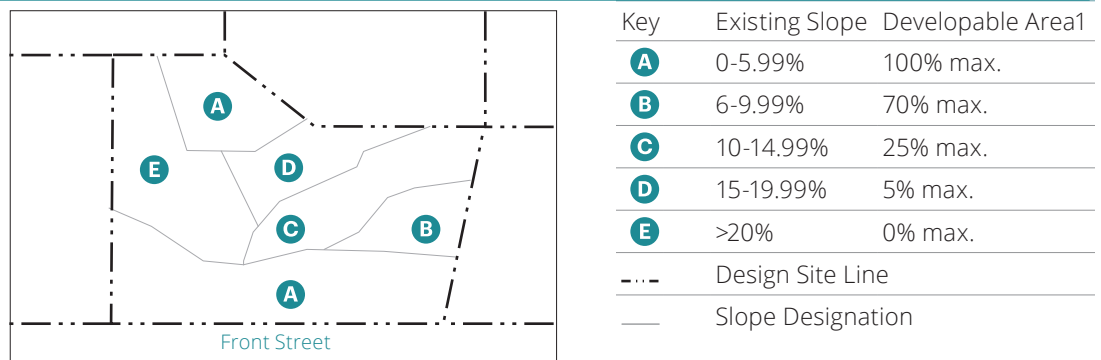 A
E
D
C
B
A
Front Street
Key Existing Slope Developable Area1
A 0-5.99% 100% max.
B 6-9.99% 70% max.
C 10-14.99% 25% max.
D 15-19.99% 5% max.
E >20% 0% max.
Design Site Line
Slope Designation